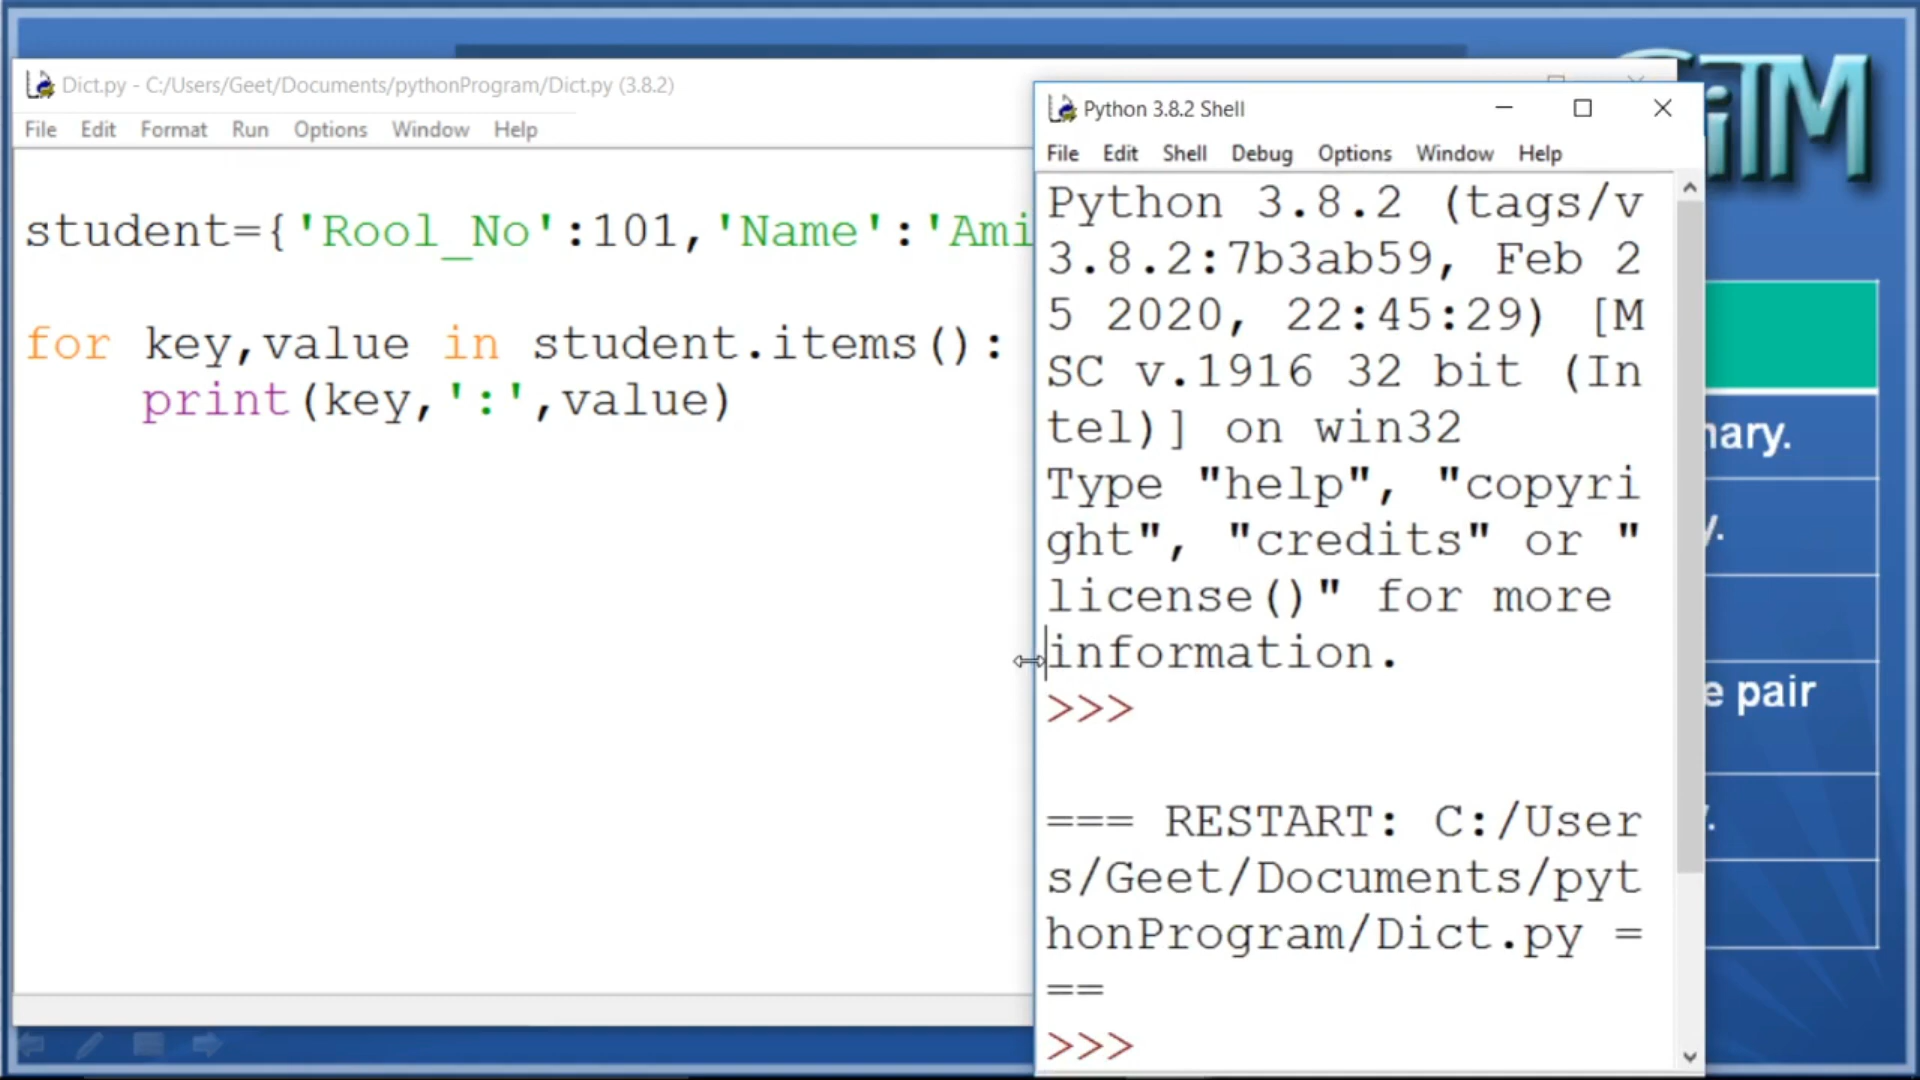 Dict.py - C:/Users/Geet/Documents/pythonProgram/Dict.py (3.8.2)
File Edit Format Run Options Window Help
student={'Rool_No':101,'Name':'Ami
for key,value in student.items():
print(key,':',value)
Python 3.8.2 Shell
File Edit Shell Debug Options Window Help
Python 3.8.2 (tags/v
3.8.2:7b3ab59, Feb 2
5 2020, 22:45:29) [M
SC v.1916 32 bit (In
tel)] on win32
Type "help", "copyri
ght", "credits" or "
license()" for more
information.
>>>
=== RESTART: C:/User
s/Geet/Documents/pyt
honProgram/Dict.py =
==
>>>
iTM
nary.
y.
e pair